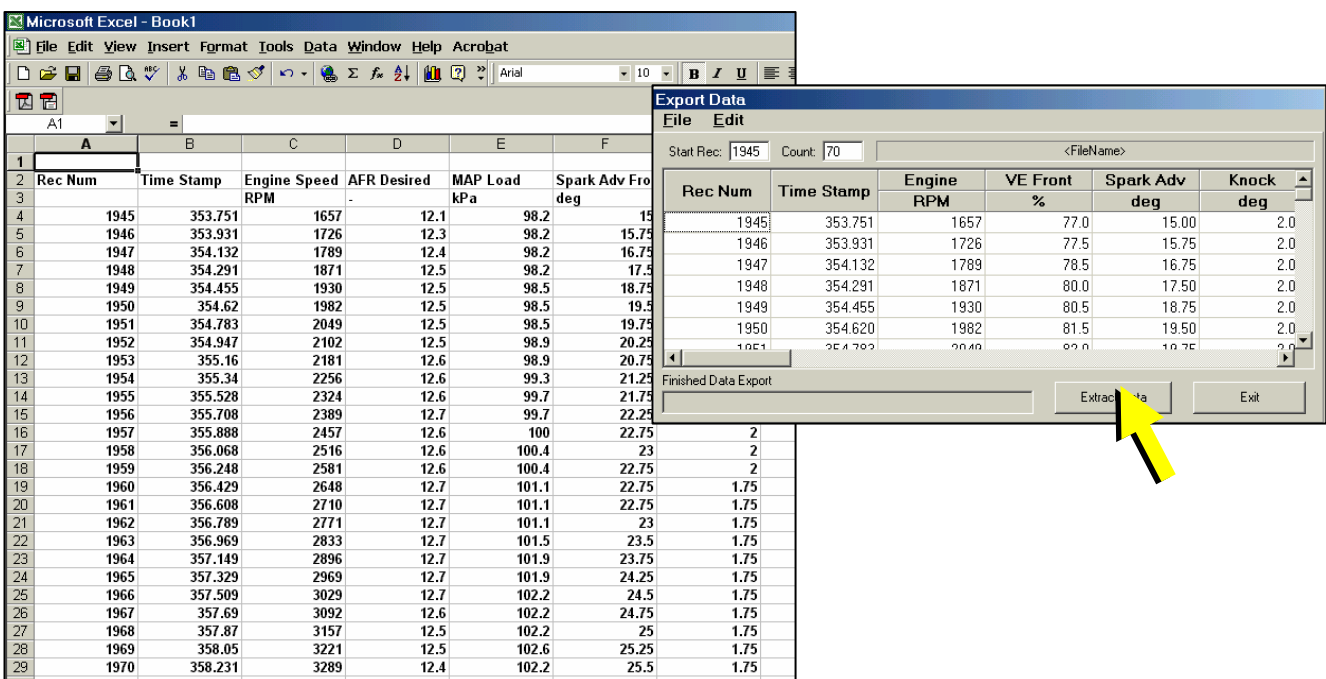 Microsoft Excel - Book1
File Edit View Insert Format Tools Data Window Help Acrobat
Arial 10 B I U
A1 =
A B C D E F
1
2 Rec Num Time Stamp Engine Speed AFR Desired MAP Load Spark Adv Fro
3 RPM - kPa deg
4 1945 353.751 1657 12.1 98.2 15
5 1946 353.931 1726 12.3 98.2 15.75
6 1947 354.132 1789 12.4 98.2 16.75
7 1948 354.291 1871 12.5 98.2 17.5
8 1949 354.455 1930 12.5 98.5 18.75
9 1950 354.62 1982 12.5 98.5 19.5
10 1951 354.783 2049 12.5 98.5 19.75
11 1952 354.947 2102 12.5 98.9 20.25
12 1953 355.16 2181 12.6 98.9 20.75
13 1954 355.34 2256 12.6 99.3 21.25
14 1955 355.528 2324 12.6 99.7 21.75
15 1956 355.708 2389 12.7 99.7 22.25
16 1957 355.888 2457 12.6 100 22.75 2
17 1958 356.068 2516 12.6 100.4 23 2
18 1959 356.248 2581 12.6 100.4 22.75 2
19 1960 356.429 2648 12.7 101.1 22.75 1.75
20 1961 356.608 2710 12.7 101.1 22.75 1.75
21 1962 356.789 2771 12.7 101.1 23 1.75
22 1963 356.969 2833 12.7 101.5 23.5 1.75
23 1964 357.149 2896 12.7 101.9 23.75 1.75
24 1965 357.329 2969 12.7 101.9 24.25 1.75
25 1966 357.509 3029 12.7 102.2 24.5 1.75
26 1967 357.69 3092 12.6 102.2 24.75 1.75
27 1968 357.87 3157 12.5 102.2 25 1.75
28 1969 358.05 3221 12.5 102.6 25.25 1.75
29 1970 358.231 3289 12.4 102.2 25.5 1.75
Export Data
File Edit
Start Rec: 1945 Count: 70 <FileName>
Rec Num Time Stamp Engine VE Front Spark Adv Knock
RPM % deg deg
1945 353.751 1657 77.0 15.00 2.0
1946 353.931 1726 77.5 15.75 2.0
1947 354.132 1789 78.5 16.75 2.0
1948 354.291 1871 80.0 17.50 2.0
1949 354.455 1930 80.5 18.75 2.0
1950 354.620 1982 81.5 19.50 2.0
1951 354.783 2049 82.0 19.75 2.0
Finished Data Export
Extract Data Exit